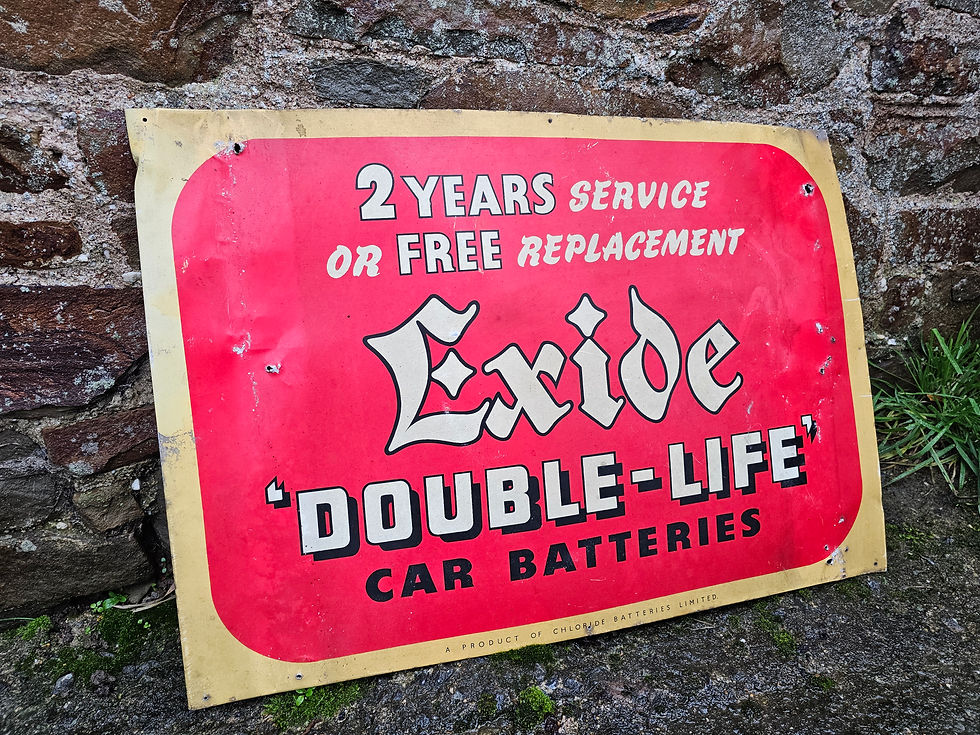 2 YEARS SERVICE
OR FREE REPLACEMENT
Exide
'DOUBLE-LIFE'
CAR BATTERIES
A PRODUCT OF CHLORIDE BATTERIES LIMITED.